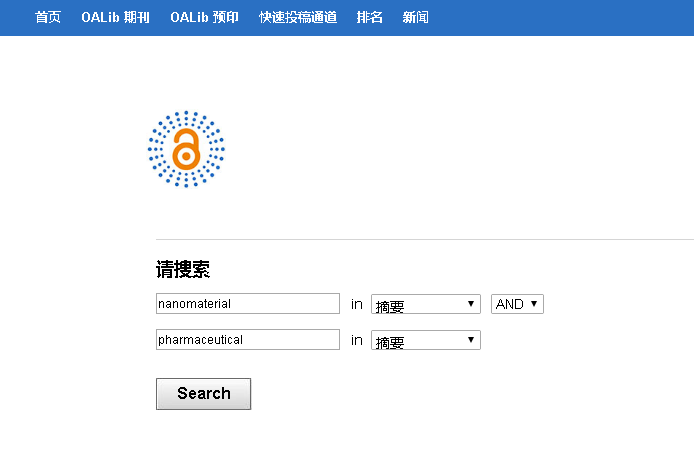 首页 OALib 期刊 OALib 预印 快速投稿通道 排名 新闻
请搜索
nanomaterial in 摘要 AND
pharmaceutical in 摘要
Search